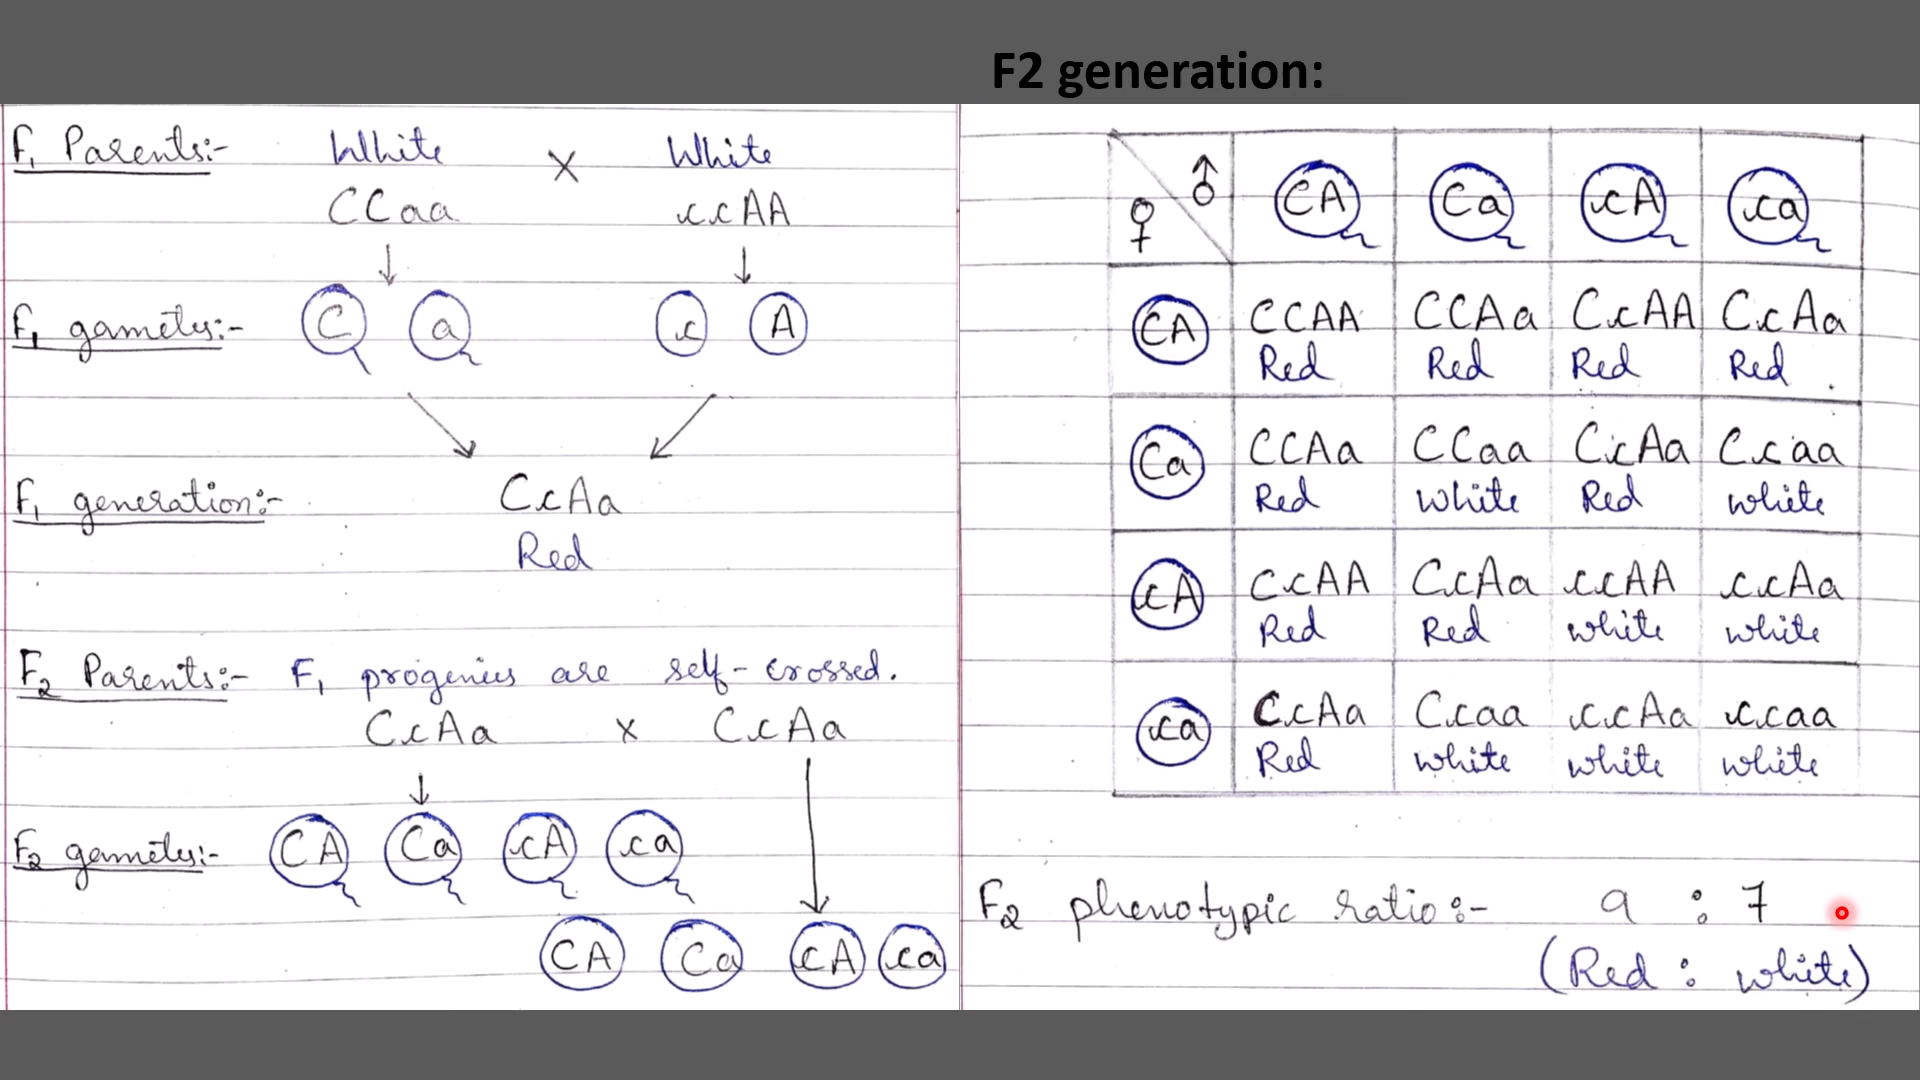 F2 generation:
F1 Parents:- White X White
CCaa ccAA
F1 gametes:- C a c A
F1 generation:- CcAa
Red
F2 Parents:- F1 progenies are self-crossed.
CcAa x CcAa
F2 gametes:- CA Ca cA ca
CA Ca cA ca
♀ ♂ CA Ca cA ca
CA CCAA CCAa CcAA CcAa
Red Red Red Red
Ca CCAa CCaa CcAa Ccaa
Red White Red white
cA CcAA CcAa ccAA ccAa
Red Red white white
ca CcAa Ccaa ccAa ccaa
Red white white white
F2 phenotypic ratio:- 9 : 7
(Red : white)